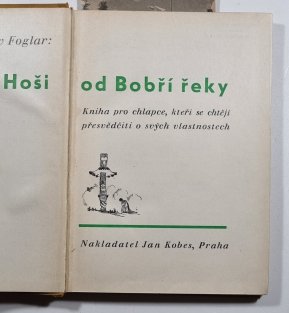 v Foglar:
Hoši od Bobří řeky
Kniha pro chlapce, kteří se chtějí
přesvědčiti o svých vlastnostech
Nakladatel Jan Kobes, Praha